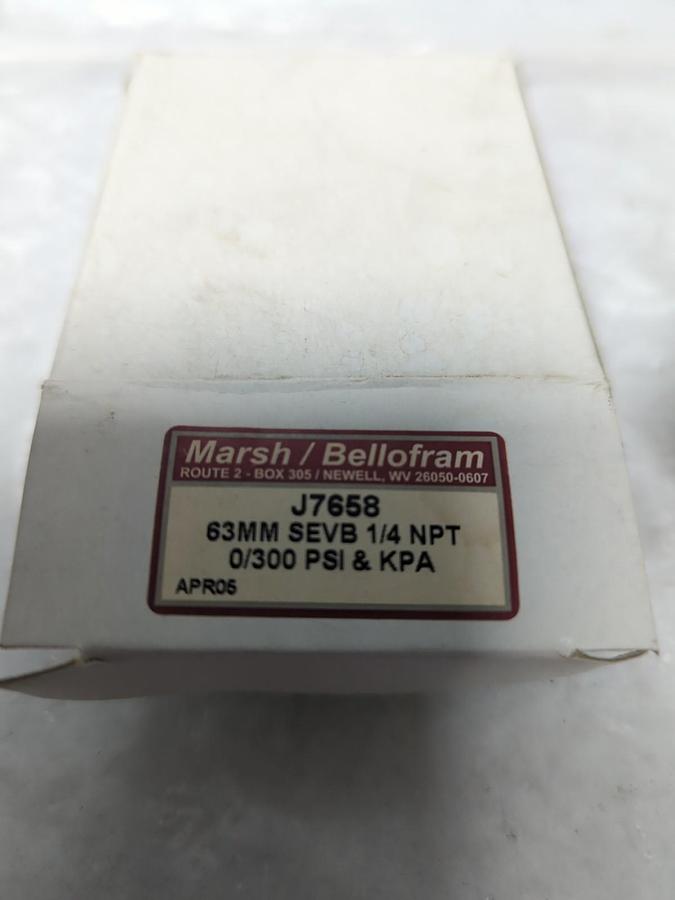 Marsh / Bellofram
ROUTE 2 - BOX 305 / NEWELL, WV 26050-0607
J7658
63MM SEVB 1/4 NPT
0/300 PSI & KPA
APR05